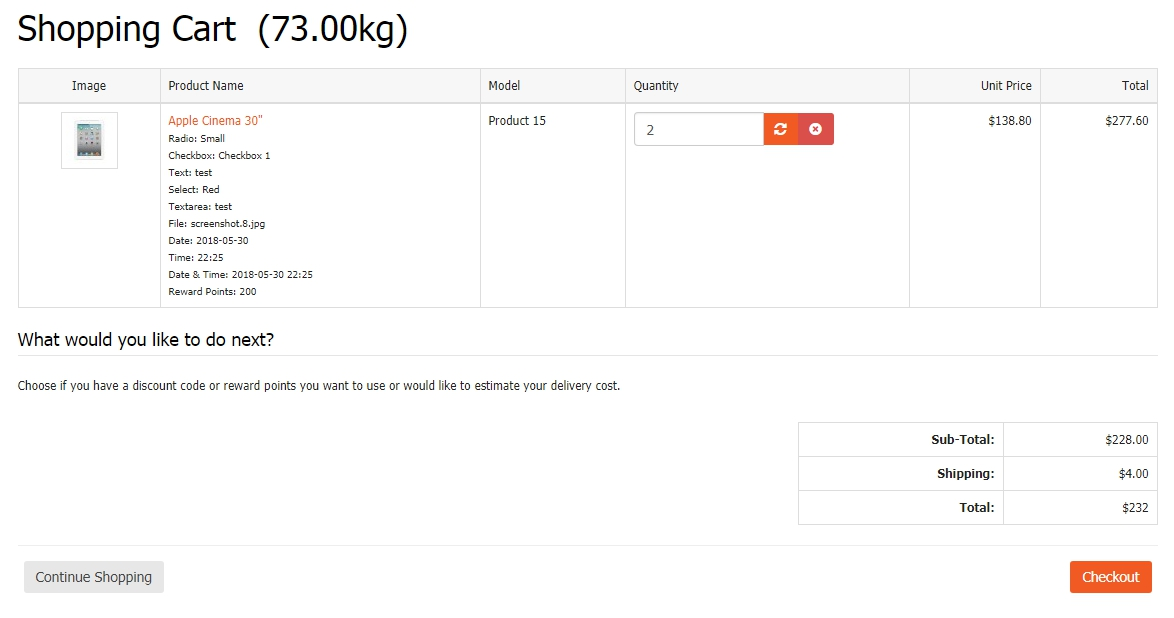 Shopping Cart (73.00kg)
Image Product Name Model Quantity Unit Price Total
Apple Cinema 30" Product 15 2 $138.80 $277.60
Radio: Small
Checkbox: Checkbox 1
Text: test
Select: Red
Textarea: test
File: screenshot.8.jpg
Date: 2018-05-30
Time: 22:25
Date & Time: 2018-05-30 22:25
Reward Points: 200
What would you like to do next?
Choose if you have a discount code or reward points you want to use or would like to estimate your delivery cost.
Sub-Total: $228.00
Shipping: $4.00
Total: $232
Continue Shopping Checkout